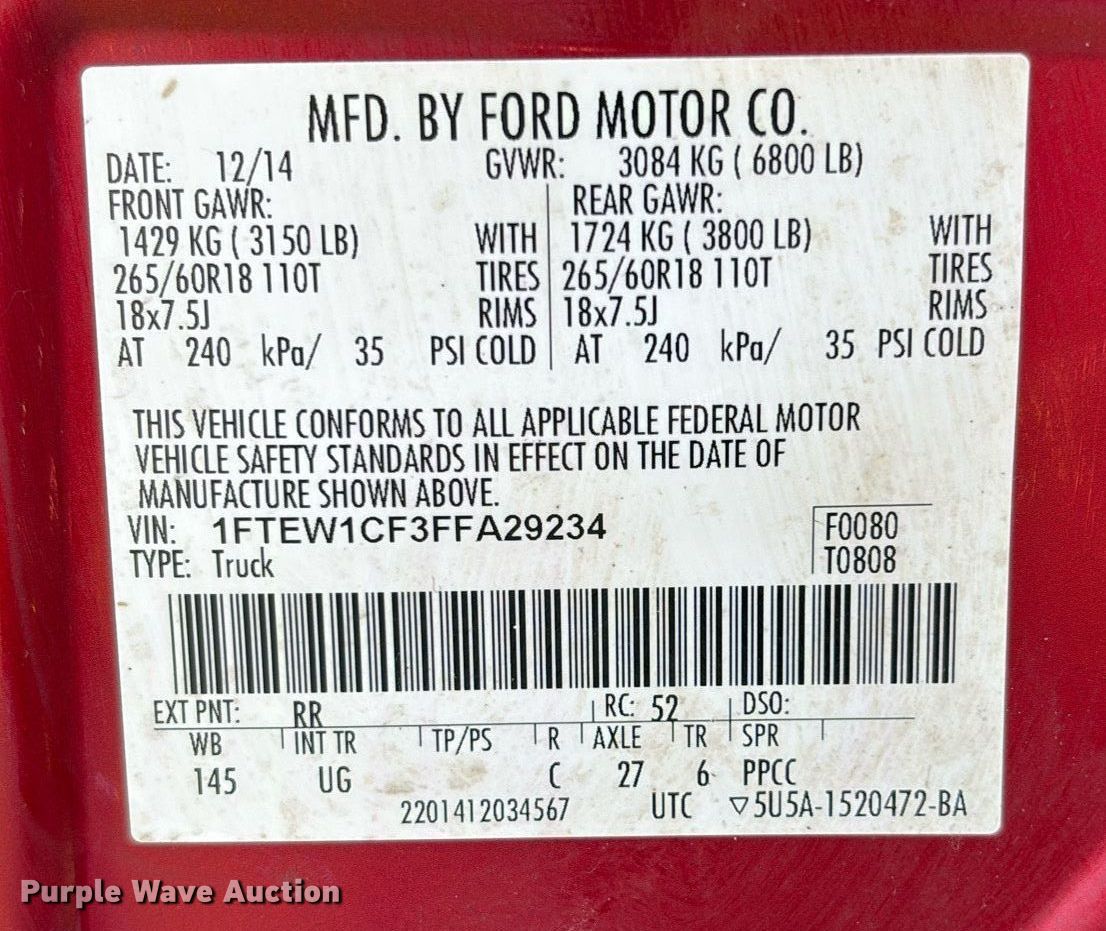 MFD. BY FORD MOTOR CO.
DATE: 12/14 GVWR: 3084 KG ( 6800 LB)
FRONT GAWR: REAR GAWR:
1429 KG ( 3150 LB) WITH 1724 KG ( 3800 LB) WITH
265/60R18 110T TIRES 265/60R18 110T TIRES
18x7.5J RIMS 18x7.5J RIMS
AT 240 kPa/ 35 PSI COLD AT 240 kPa/ 35 PSI COLD
THIS VEHICLE CONFORMS TO ALL APPLICABLE FEDERAL MOTOR
VEHICLE SAFETY STANDARDS IN EFFECT ON THE DATE OF
MANUFACTURE SHOWN ABOVE.
VIN: 1FTEW1CF3FFA29234 F0080
TYPE: Truck T0808
EXT PNT: RR RC: 52 DSO:
WB INT TR TP/PS R AXLE TR SPR
145 UG C 27 6 PPCC
2201412034567 UTC ▽5U5A-1520472-BA
Purple Wave Auction